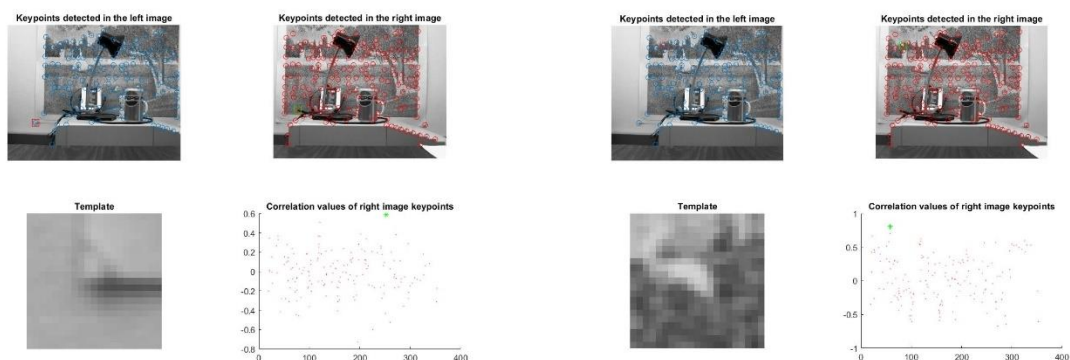 Keypoints detected in the left image
Keypoints detected in the right image
Keypoints detected in the left image
Keypoints detected in the right image
Template
Correlation values of right image keypoints
0.6
0.4
0.2
0
-0.2
-0.4
-0.6
-0.8
0
100
200
300
400
Template
Correlation values of right image keypoints
1
0.5
0
-0.5
-1
0
100
200
300
400